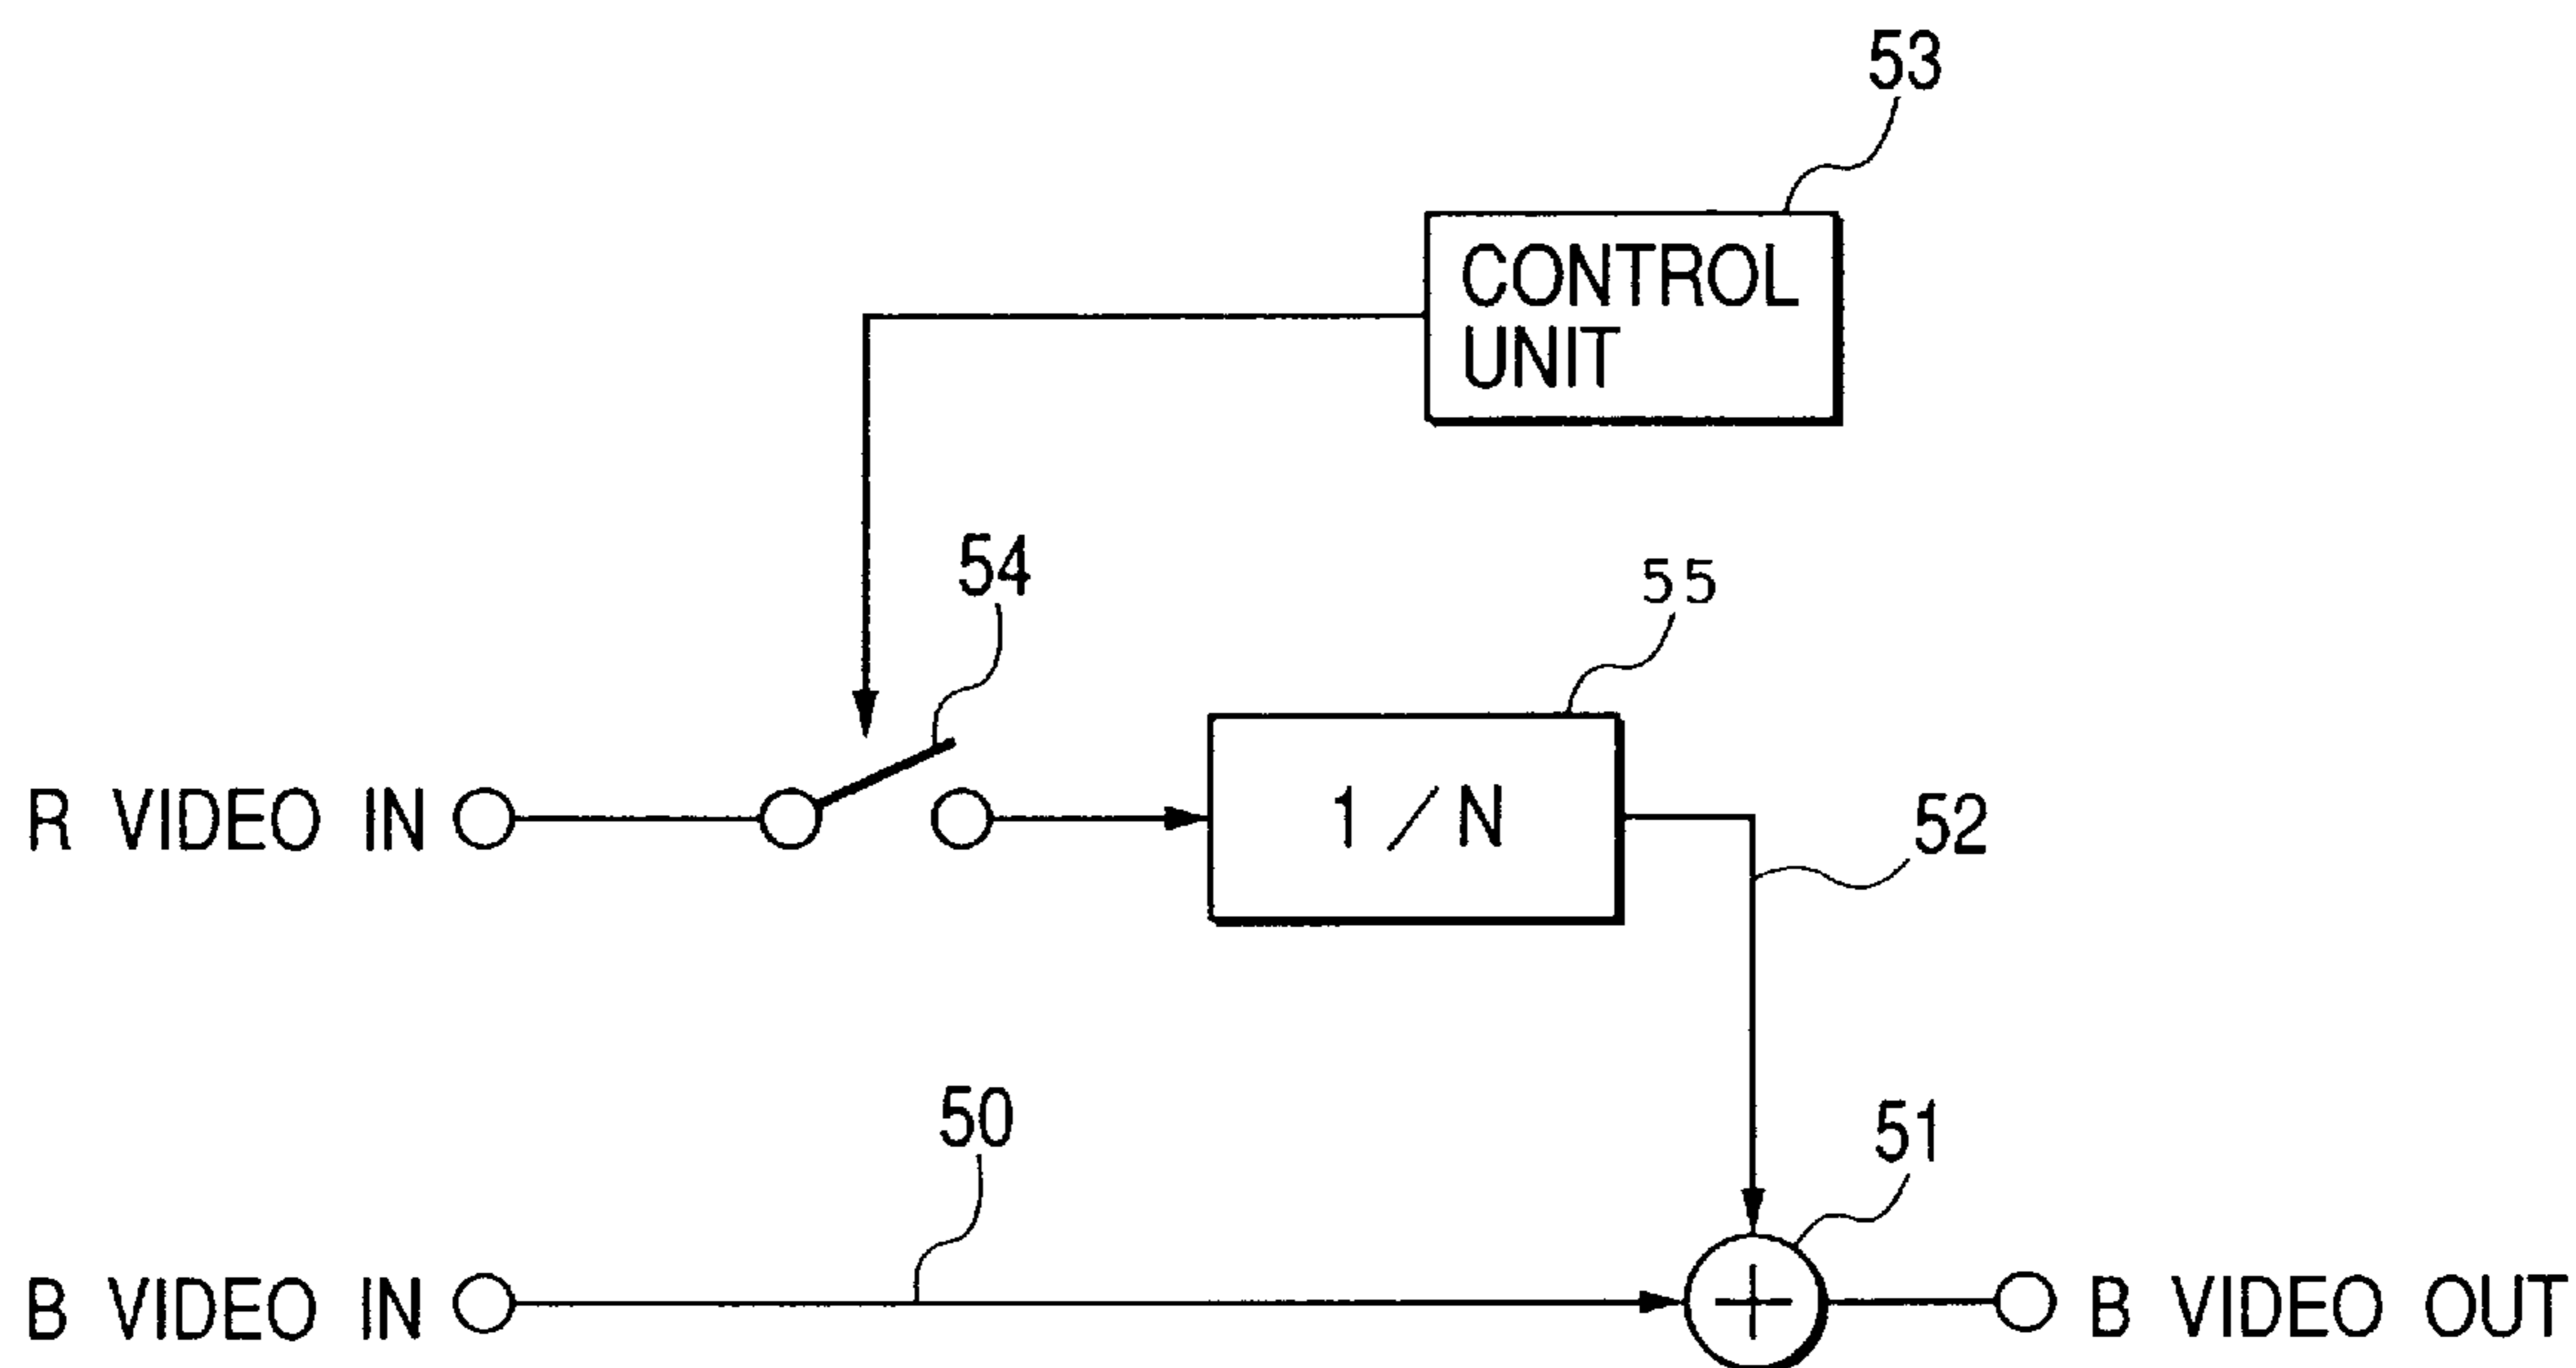 53
CONTROL
UNIT
54
55
R VIDEO IN
1/N
52
50
51
B VIDEO IN
B VIDEO OUT